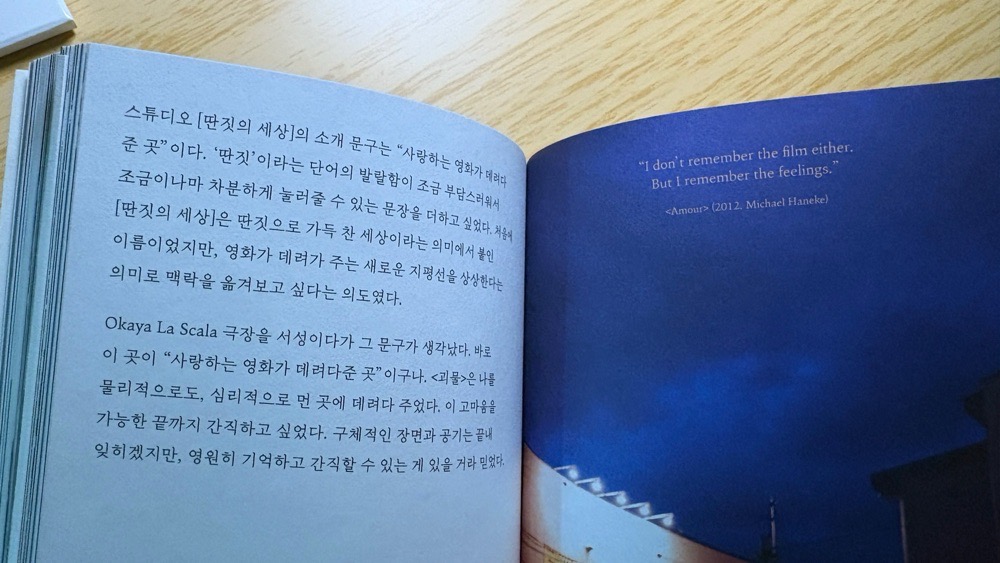 스튜디오 [딴짓의 세상]의 소개 문구는 “사랑하는 영화가 데려다
준 곳”이다. ‘딴짓’이라는 단어의 발랄함이 조금 부담스러워서
조금이나마 차분하게 눌러줄 수 있는 문장을 더하고 싶었다. 처음에
[딴짓의 세상]은 딴짓으로 가득 찬 세상이라는 의미에서 붙인
이름이었지만, 영화가 데려가 주는 새로운 지평선을 상상한다는
의미로 맥락을 옮겨보고 싶다는 의도였다.
Okaya La Scala 극장을 서성이다가 그 문구가 생각났다. 바로
이 곳이 “사랑하는 영화가 데려다준 곳”이구나. <괴물>은 나를
물리적으로도, 심리적으로 먼 곳에 데려다 주었다. 이 고마움을
가능한 끝까지 간직하고 싶었다. 구체적인 장면과 공기는 끝내
잊히겠지만, 영원히 기억하고 간직할 수 있는 게 있을 거라 믿었다.
“I don’t remember the film either.
But I remember the feelings.”
<Amour> (2012, Michael Haneke)